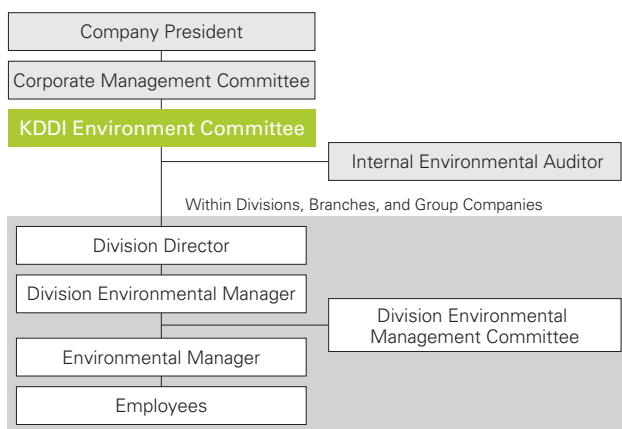 Company President
Corporate Management Committee
KDDI Environment Committee
Internal Environmental Auditor
Within Divisions, Branches, and Group Companies
Division Director
Division Environmental Manager
Division Environmental
Management Committee
Environmental Manager
Employees